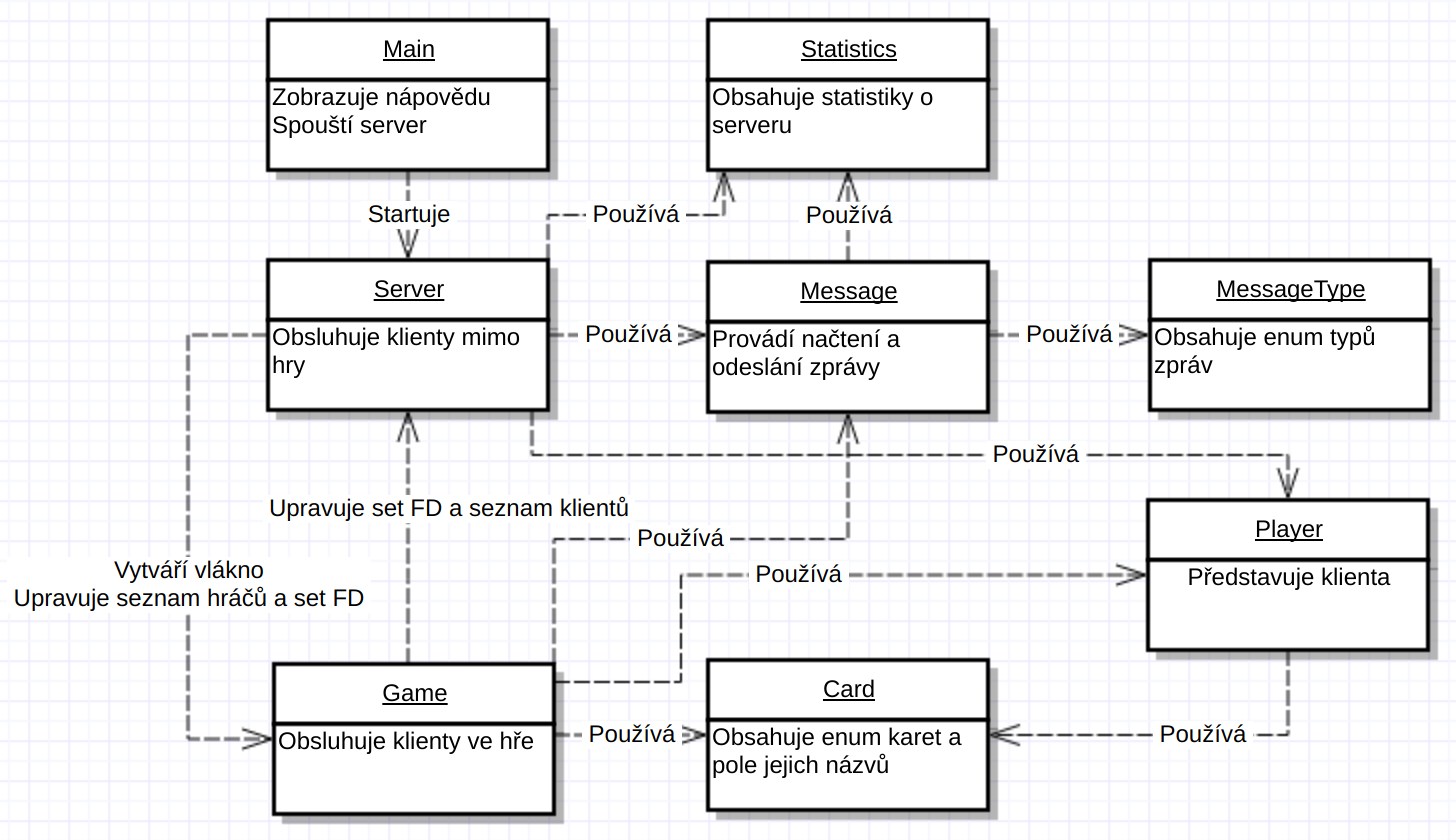 Main
Zobrazuje nápovědu
Spouští server
Statistics
Obsahuje statistiky o
serveru
Startuje
Používá
Používá
Server
Obsluhuje klienty mimo
hry
Používá
Message
Provádí načtení a
odeslání zprávy
Používá
MessageType
Obsahuje enum typů
zpráv
Používá
Upravuje set FD a seznam klientů
Používá
Vytváří vlákno
Upravuje seznam hráčů a set FD
Používá
Player
Představuje klienta
Game
Obsluhuje klienty ve hře
Používá
Card
Obsahuje enum karet a
pole jejich názvů
Používá